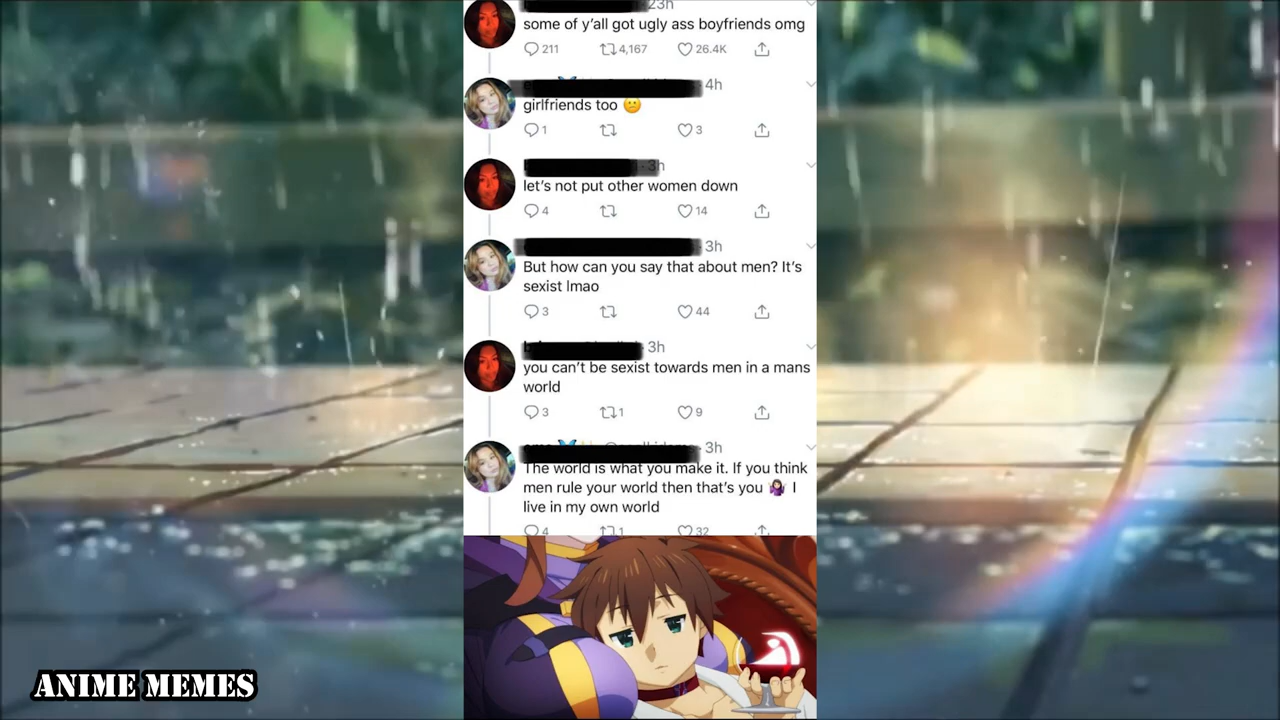 23h
some of y'all got ugly ass boyfriends omg
211 4,167 26.4K
4h
girlfriends too 😕
1 3
3h
let's not put other women down
4 14
3h
But how can you say that about men? It's
sexist lmao
3 44
3h
you can't be sexist towards men in a mans
world
3 1 9
3h
The world is what you make it. If you think
men rule your world then that's you 🤷🏻‍♀️ I
live in my own world
4 1 32
ANIME MEMES